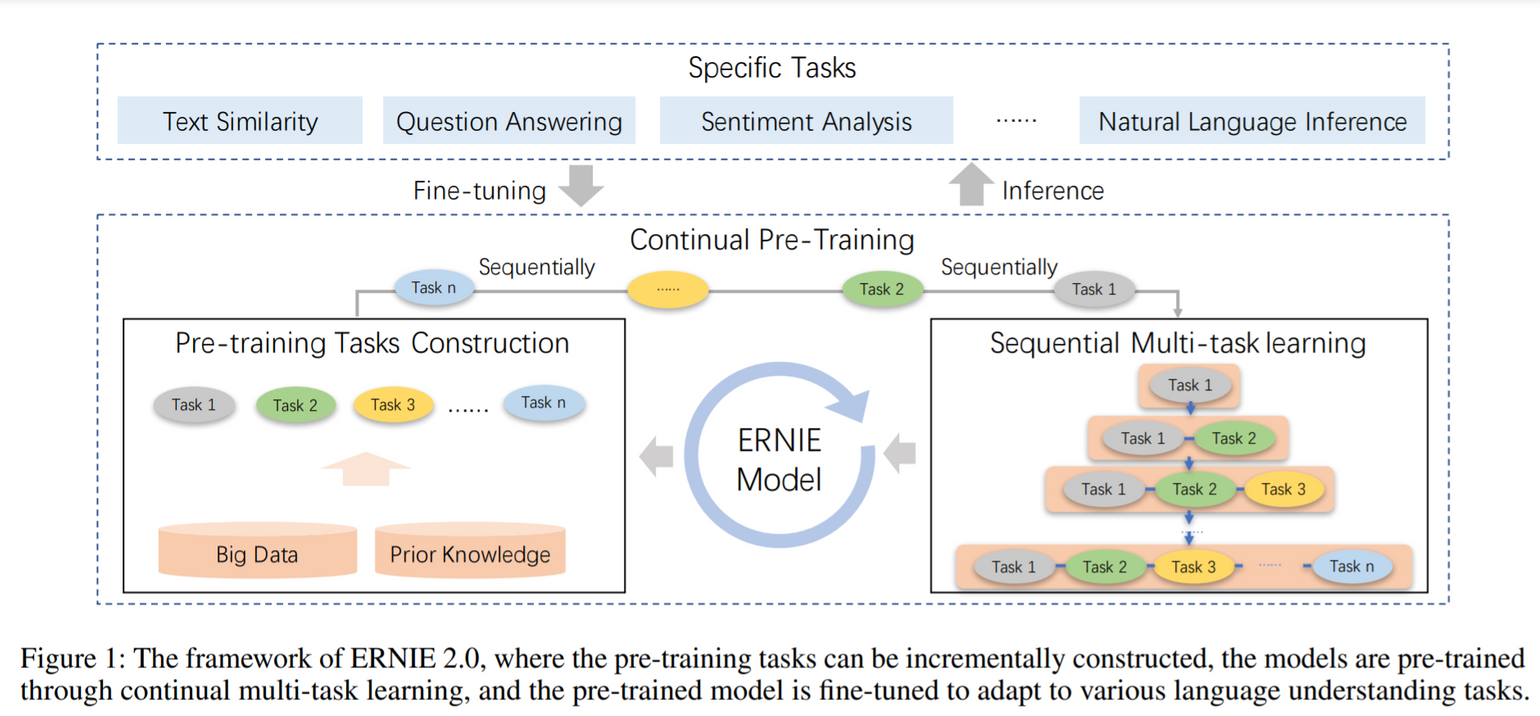 Specific Tasks
Text Similarity
Question Answering
Sentiment Analysis
......
Natural Language Inference
Fine-tuning
Inference
Continual Pre-Training
Sequentially
Sequentially
Task n
......
Task 2
Task 1
Pre-training Tasks Construction
Task 1
Task 2
Task 3
......
Task n
Big Data
Prior Knowledge
ERNIE
Model
Sequential Multi-task learning
Task 1
Task 1
Task 2
Task 1
Task 2
Task 3
......
Task 1
Task 2
Task 3
......
Task n
Figure 1: The framework of ERNIE 2.0, where the pre-training tasks can be incrementally constructed, the models are pre-trained
through continual multi-task learning, and the pre-trained model is fine-tuned to adapt to various language understanding tasks.